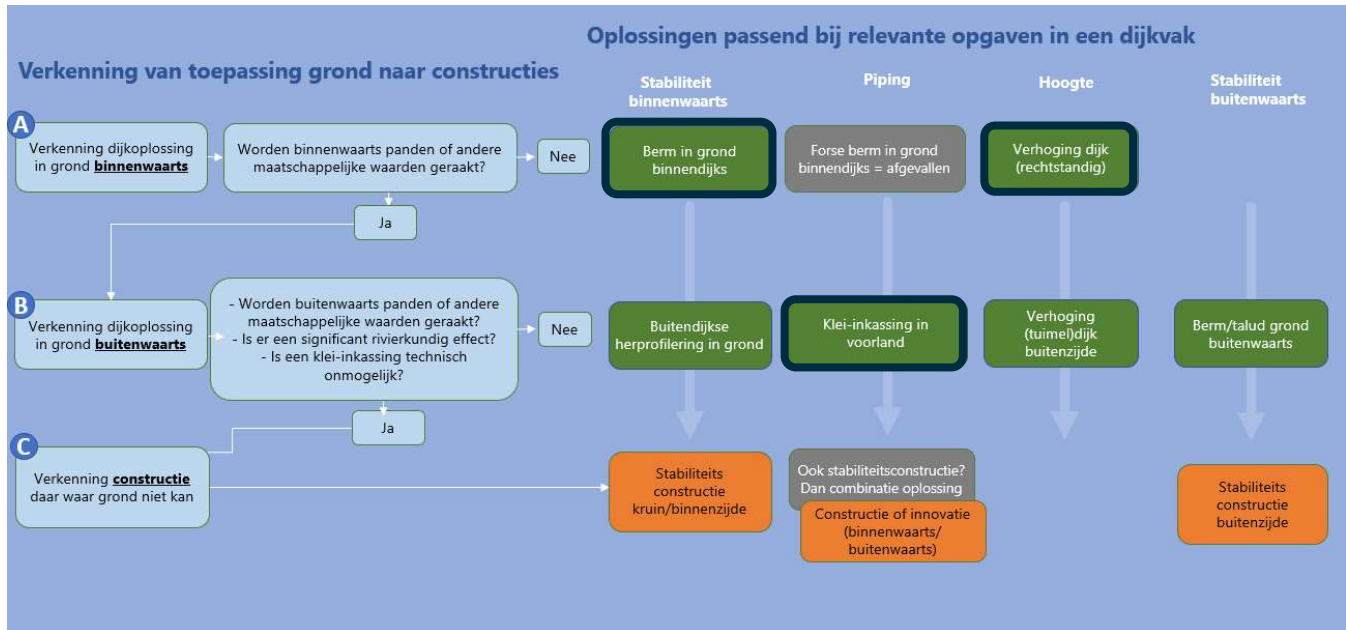 Oplossingen passend bij relevante opgaven in een dijkvak
Verkenning van toepassing grond naar constructies
Stabiliteit
binnenwaarts
Piping
Hoogte
Stabiliteit
buitenwaarts
A
Verkenning dijkoplossing
in grond binnenwaarts
Worden binnenwaarts panden of andere
maatschappelijke waarden geraakt?
Nee
Berm in grond
binnendijks
Forse berm in grond
binnendijks = afgevallen
Verhoging dijk
(rechtstandig)
Ja
B
Verkenning dijkoplossing
in grond buitenwaarts
- Worden buitenwaarts panden of andere
maatschappelijke waarden geraakt?
- Is er een significant rivierkundig effect?
- Is een klei-inkassing technisch
onmogelijk?
Nee
Buitendijkse
herprofilering in grond
Klei-inkassing in
voorland
Verhoging
(tuimel)dijk
buitenzijde
Berm/talud grond
buitenwaarts
Ja
C
Verkenning constructie
daar waar grond niet kan
Stabiliteits
constructie
kruin/binnenzijde
Ook stabiliteitsconstructie?
Dan combinatie oplossing
Constructie of innovatie
(binnenwaarts/
buitenwaarts)
Stabiliteits
constructie
buitenzijde